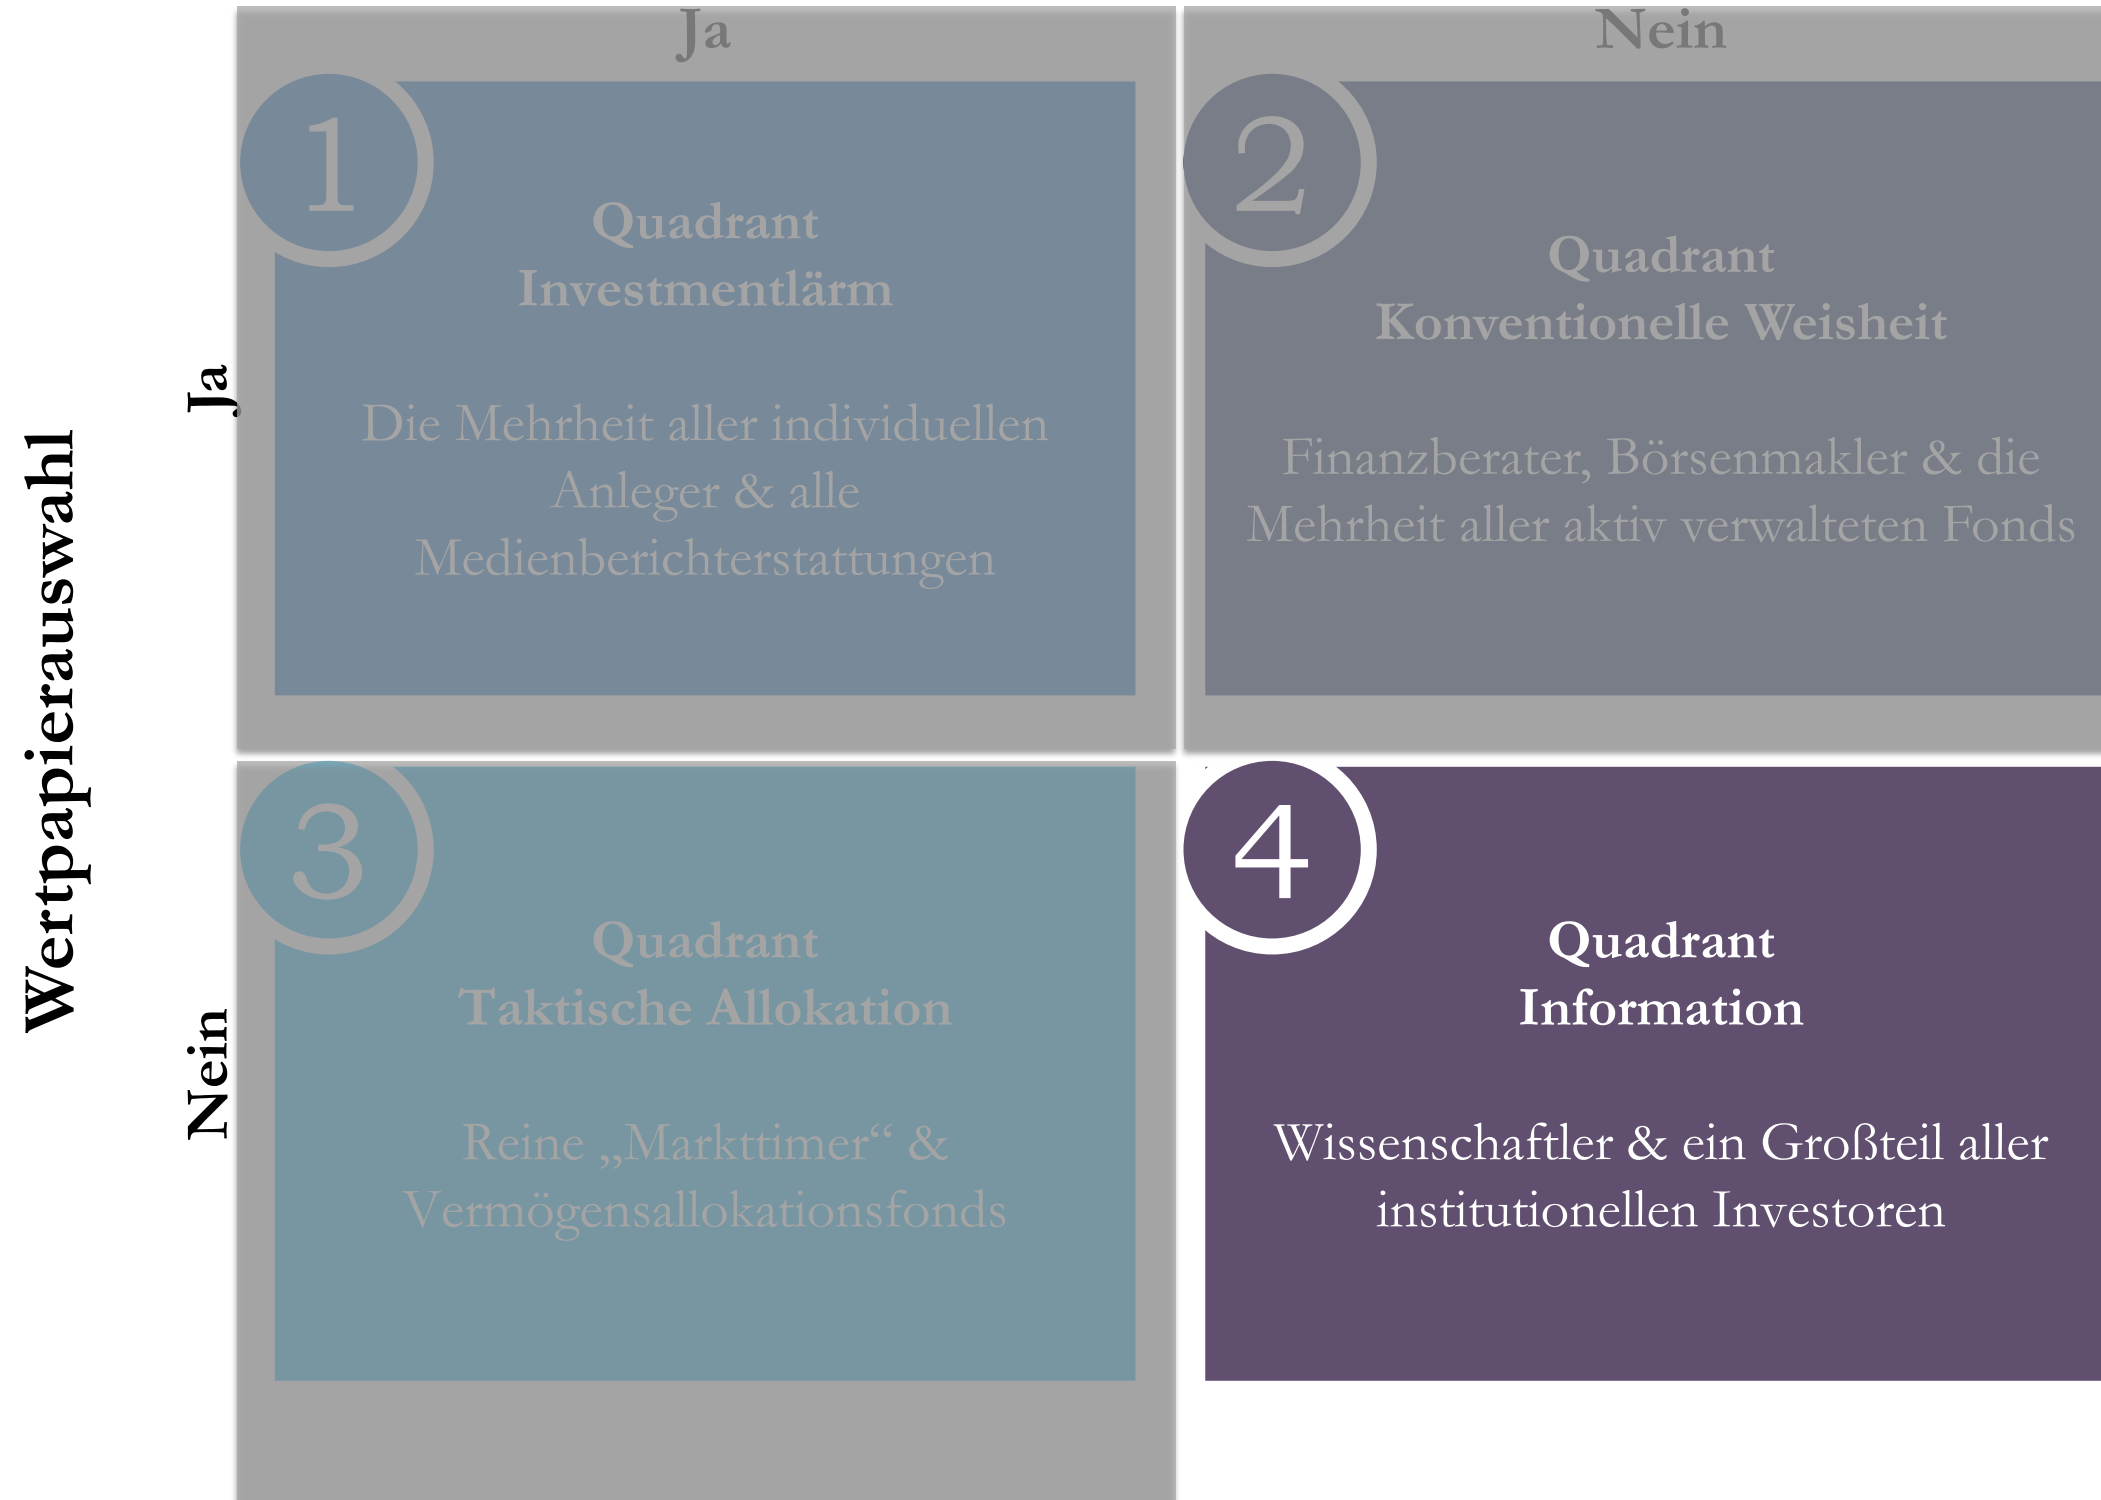 Ja
Nein
Wertpapierauswahl
Ja
1
Quadrant
Investmentlärm
Die Mehrheit aller individuellen
Anleger & alle
Medienberichterstattungen
2
Quadrant
Konventionelle Weisheit
Finanzberater, Börsenmakler & die
Mehrheit aller aktiv verwalteten Fonds
Nein
3
Quadrant
Taktische Allokation
Reine „Markttimer“ &
Vermögensallokationsfonds
4
Quadrant
Information
Wissenschaftler & ein Großteil aller
institutionellen Investoren